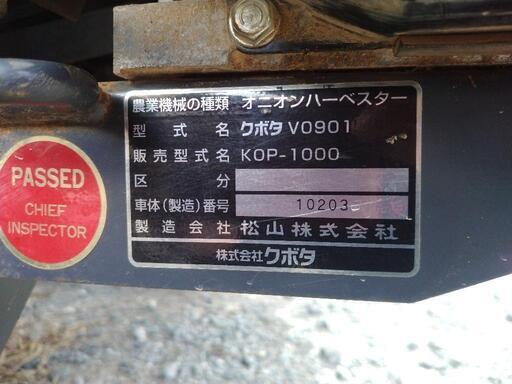 農業機械の種類 オニオンハーベスター
型式名 クボタ V0901
販売型式名 KOP-1000
区分
車体(製造)番号 10203
製造会社 松山株式会社
株式会社クボタ
PASSED
CHIEF
INSPECTOR